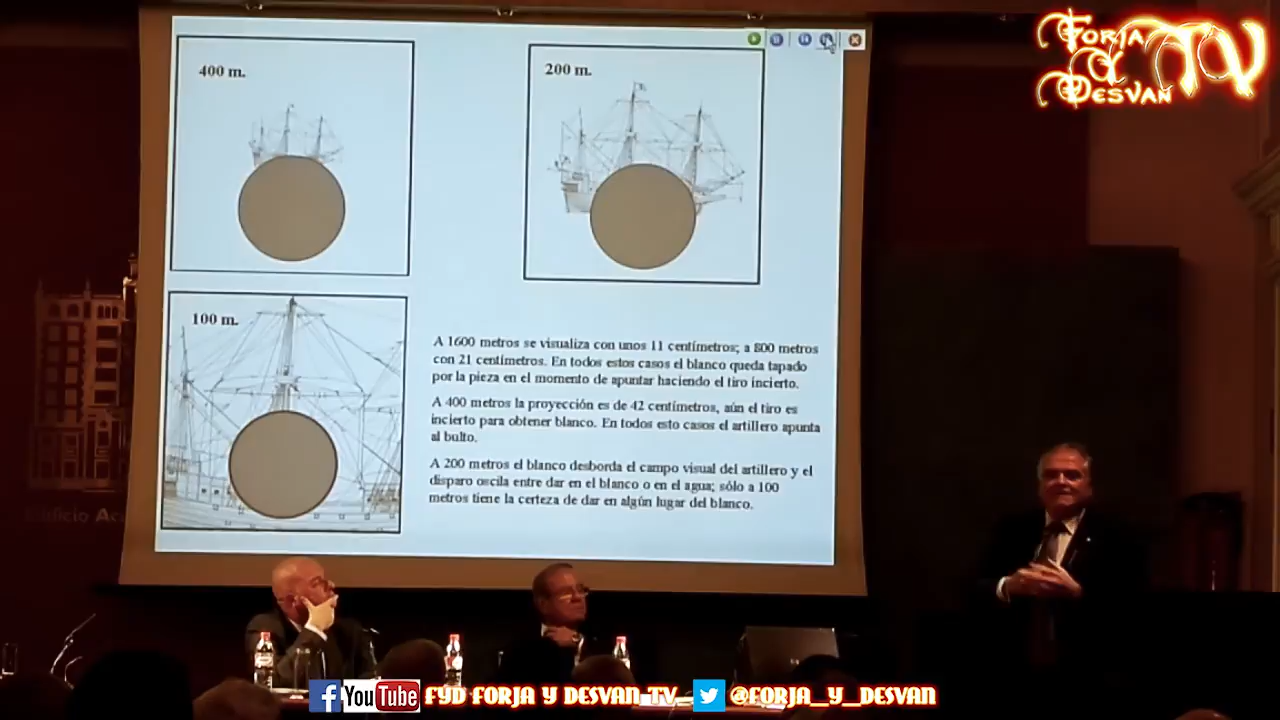 400 m.
200 m.
100 m.
A 1600 metros se visualiza con unos 11 centímetros; a 800 metros
con 21 centímetros. En todos estos casos el blanco queda tapado
por la pieza en el momento de apuntar haciendo el tiro incierto.
A 400 metros la proyección es de 42 centímetros, aún el tiro es
incierto para obtener blanco. En todos esto casos el artillero apunta
al bulto.
A 200 metros el blanco desborda el campo visual del artillero y el
disparo oscila entre dar en el blanco o en el agua; sólo a 100
metros tiene la certeza de dar en algún lugar del blanco.
Forja
Y
Desvan
TV
f YouTube FYD FORJA Y DESVAN TV @FORJA_Y_DESVAN